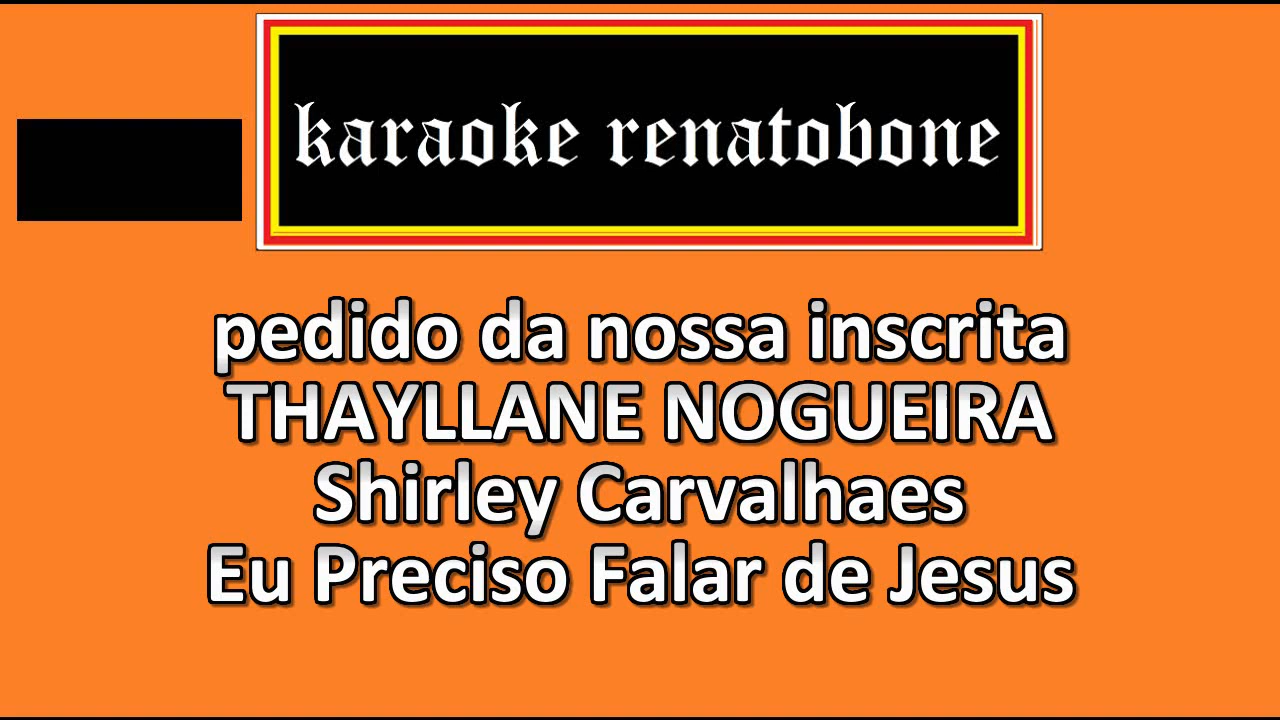 karaoke renatobone
pedido da nossa inscrita
THAYLLANE NOGUEIRA
Shirley Carvalhaes
Eu Preciso Falar de Jesus